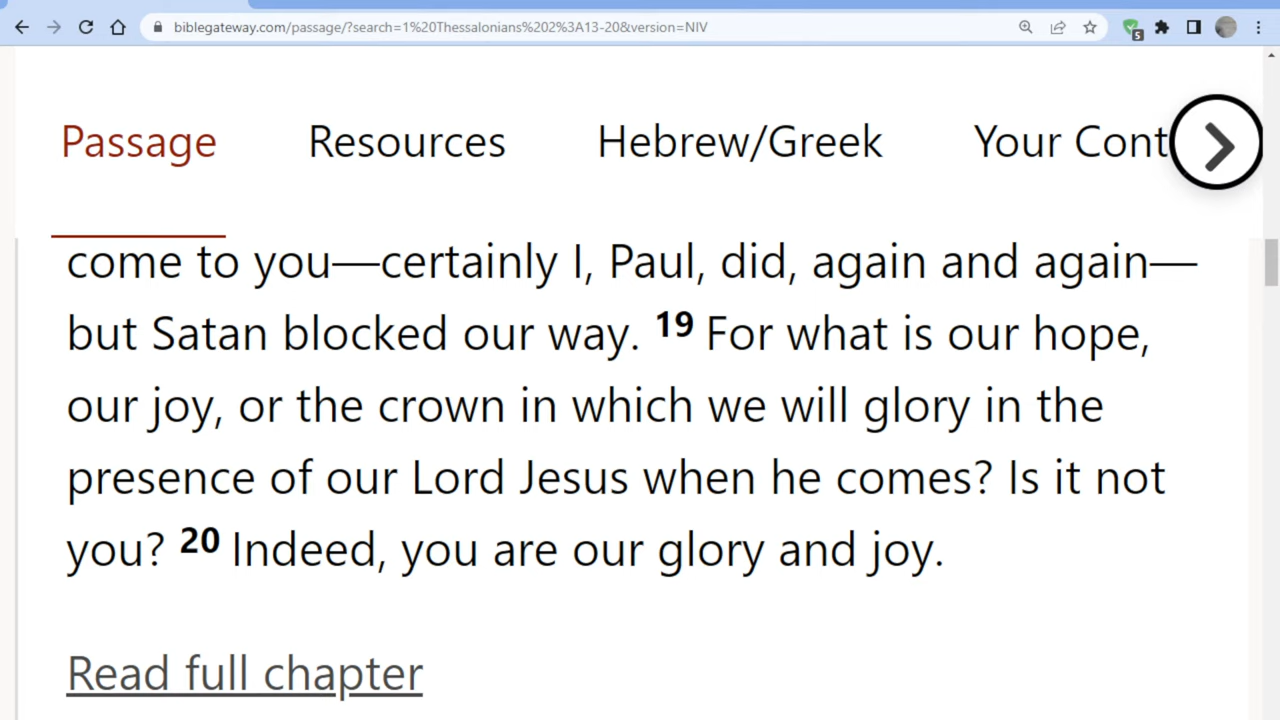 biblegateway.com/passage/?search=1%20Thessalonians%202%3A13-20&version=NIV
5
Passage Resources Hebrew/Greek Your Cont
come to you—certainly I, Paul, did, again and again—
but Satan blocked our way. 19 For what is our hope,
our joy, or the crown in which we will glory in the
presence of our Lord Jesus when he comes? Is it not
you? 20 Indeed, you are our glory and joy.
Read full chapter